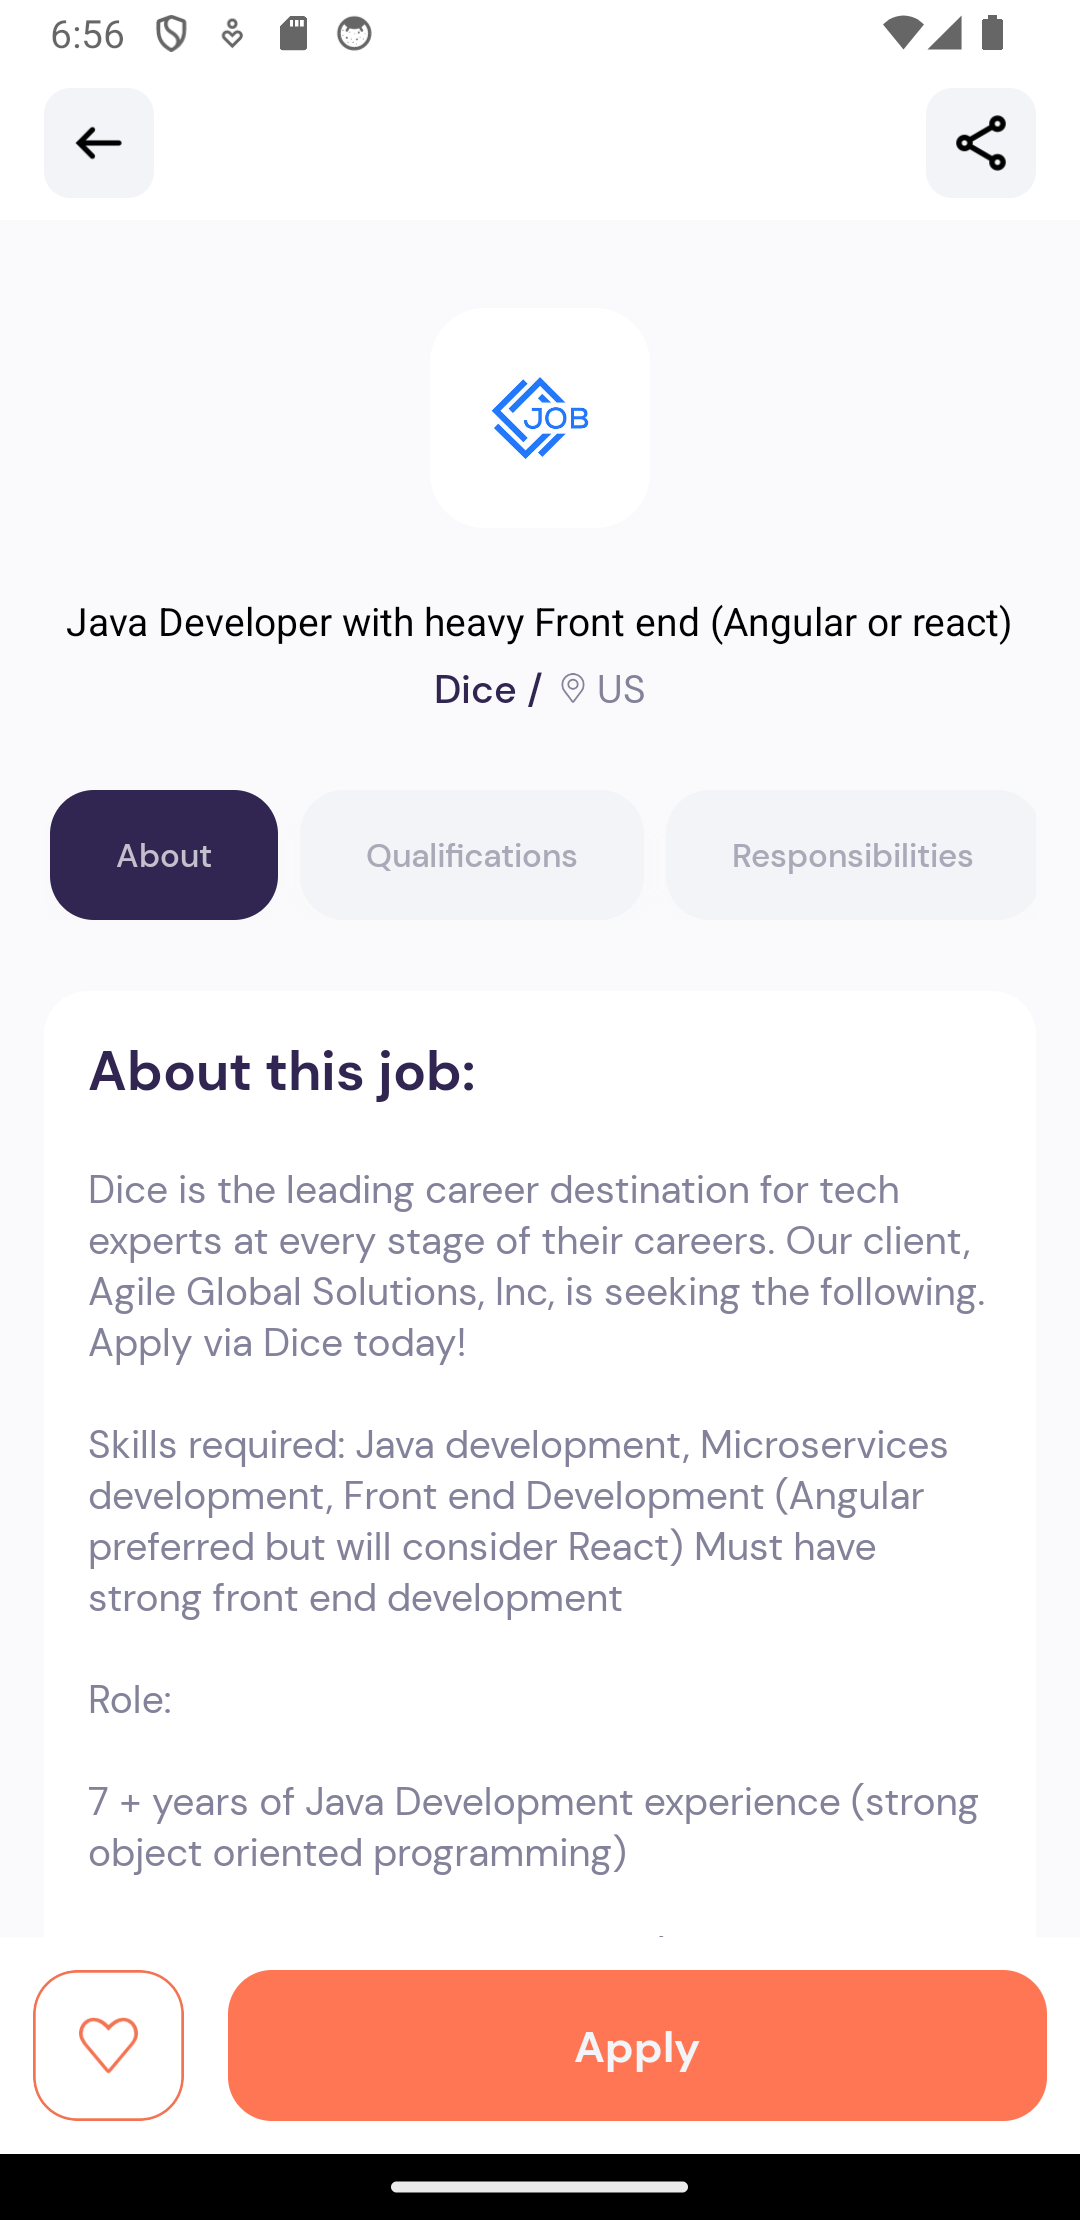 6:56
JOB
Java Developer with heavy Front end (Angular or react)
Dice / US
About
Qualifications
Responsibilities
About this job:
Dice is the leading career destination for tech
experts at every stage of their careers. Our client,
Agile Global Solutions, Inc, is seeking the following.
Apply via Dice today!
Skills required: Java development, Microservices
development, Front end Development (Angular
preferred but will consider React) Must have
strong front end development
Role:
7 + years of Java Development experience (strong
object oriented programming)
Apply